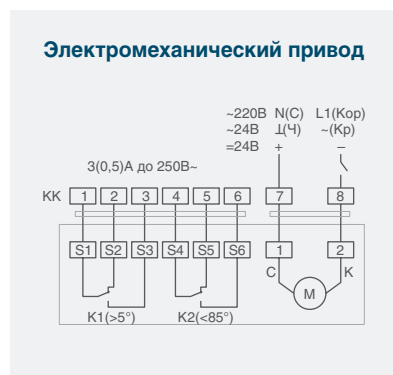 Электромеханический привод
~220В N(С) L1(Кор)
~24В ⊥(Ч) ~(Кр)
=24В + –
3(0,5)А до 250В~
КК 1 2 3 4 5 6 7 8
S1 S2 S3 S4 S5 S6 1 2
С К
М
К1(>5°) К2(<85°)